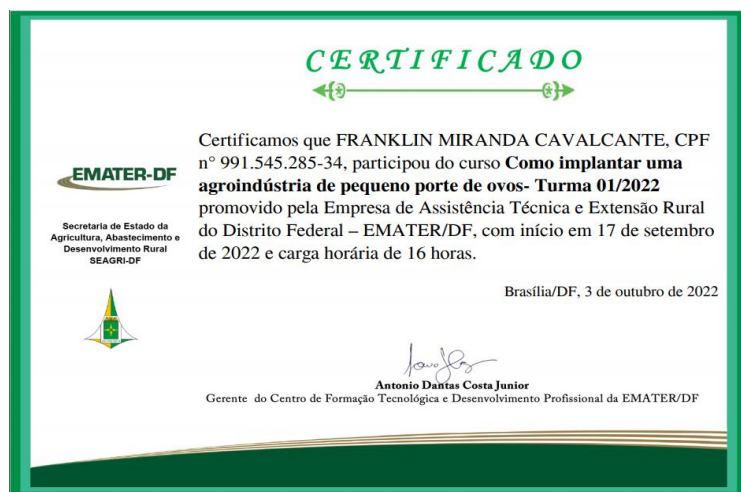 CERTIFICADO
Certificamos que FRANKLIN MIRANDA CAVALCANTE, CPF
n° 991.545.285-34, participou do curso Como implantar uma
agroindústria de pequeno porte de ovos- Turma 01/2022
promovido pela Empresa de Assistência Técnica e Extensão Rural
do Distrito Federal – EMATER/DF, com início em 17 de setembro
de 2022 e carga horária de 16 horas.
EMATER-DF
Secretaria de Estado da
Agricultura, Abastecimento e
Desenvolvimento Rural
SEAGRI-DF
Brasília/DF, 3 de outubro de 2022
Antonio Dantas Costa Junior
Gerente do Centro de Formação Tecnológica e Desenvolvimento Profissional da EMATER/DF